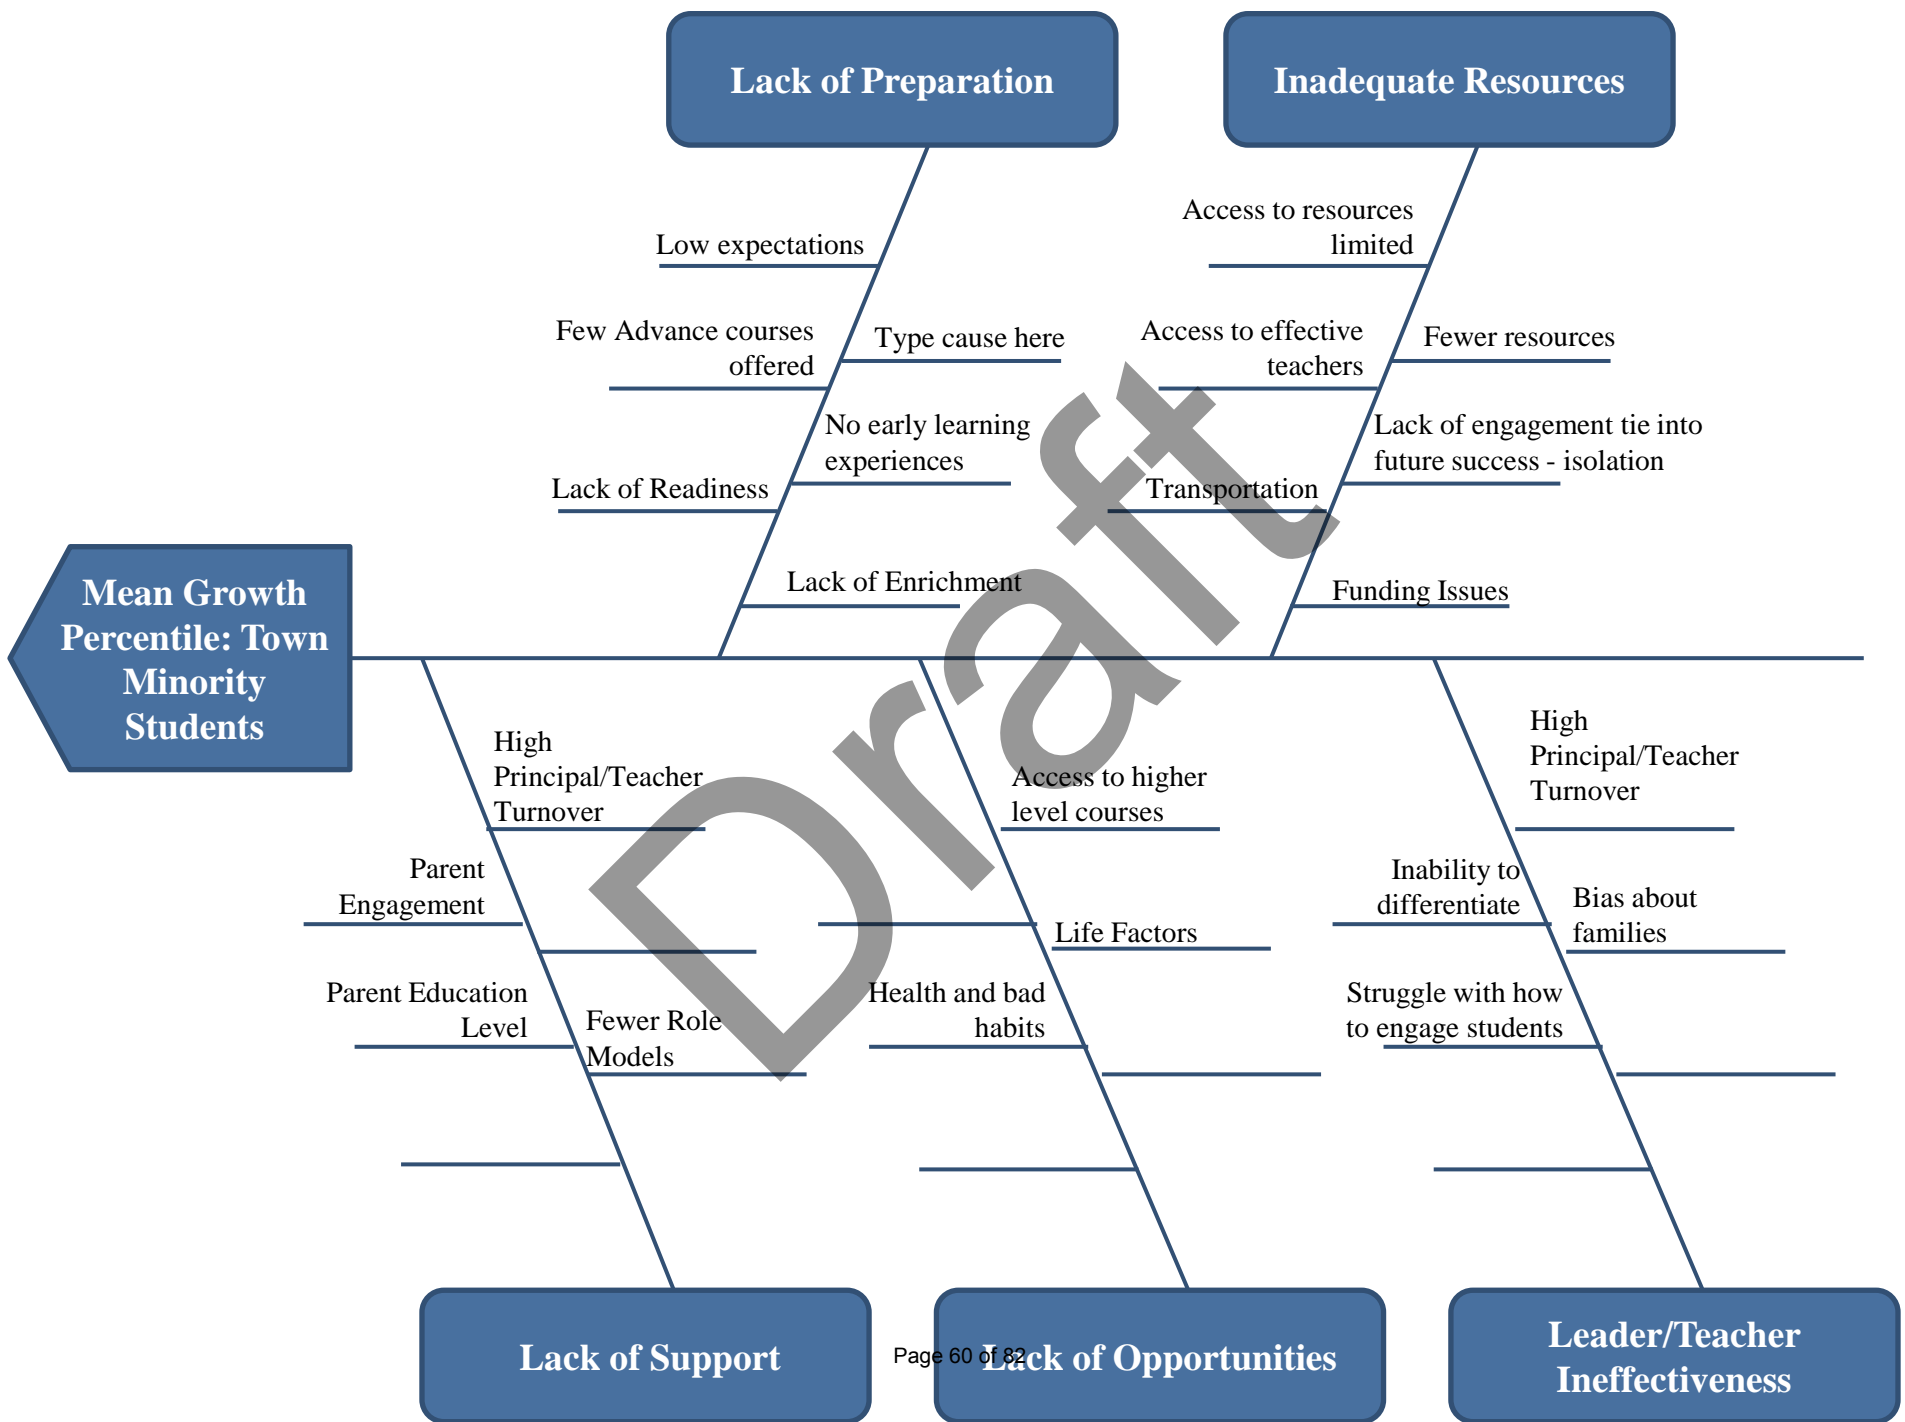 Lack of Preparation
Inadequate Resources
Low expectations
Few Advance courses
offered
Type cause here
No early learning
experiences
Lack of Readiness
Lack of Enrichment
Access to resources
limited
Access to effective
teachers
Fewer resources
Lack of engagement tie into
future success - isolation
Transportation
Funding Issues
Mean Growth
Percentile: Town
Minority
Students
High
Principal/Teacher
Turnover
Parent
Engagement
Parent Education
Level
Fewer Role
Models
Access to higher
level courses
Life Factors
Health and bad
habits
High
Principal/Teacher
Turnover
Inability to
differentiate
Bias about
families
Struggle with how
to engage students
Draft
Lack of Support
Lack of Opportunities
Leader/Teacher
Ineffectiveness
Page 60 of 82